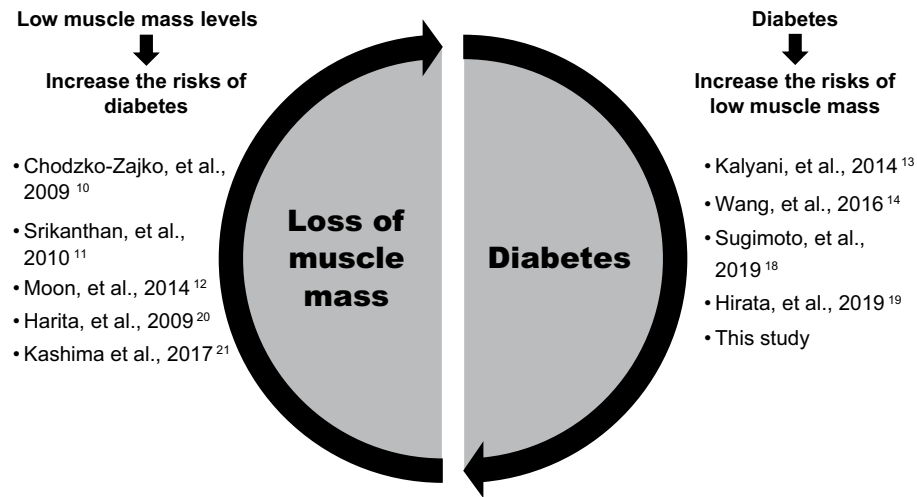 Low muscle mass levels
Increase the risks of
diabetes
• Chodzko-Zajko, et al.,
2009 10
• Srikanthan, et al.,
2010 11
• Moon, et al., 2014 12
• Harita, et al., 2009 20
• Kashima et al., 2017 21
Loss of
muscle
mass
Diabetes
Diabetes
Increase the risks of
low muscle mass
• Kalyani, et al., 2014 13
• Wang, et al., 2016 14
• Sugimoto, et al.,
2019 18
• Hirata, et al., 2019 19
• This study